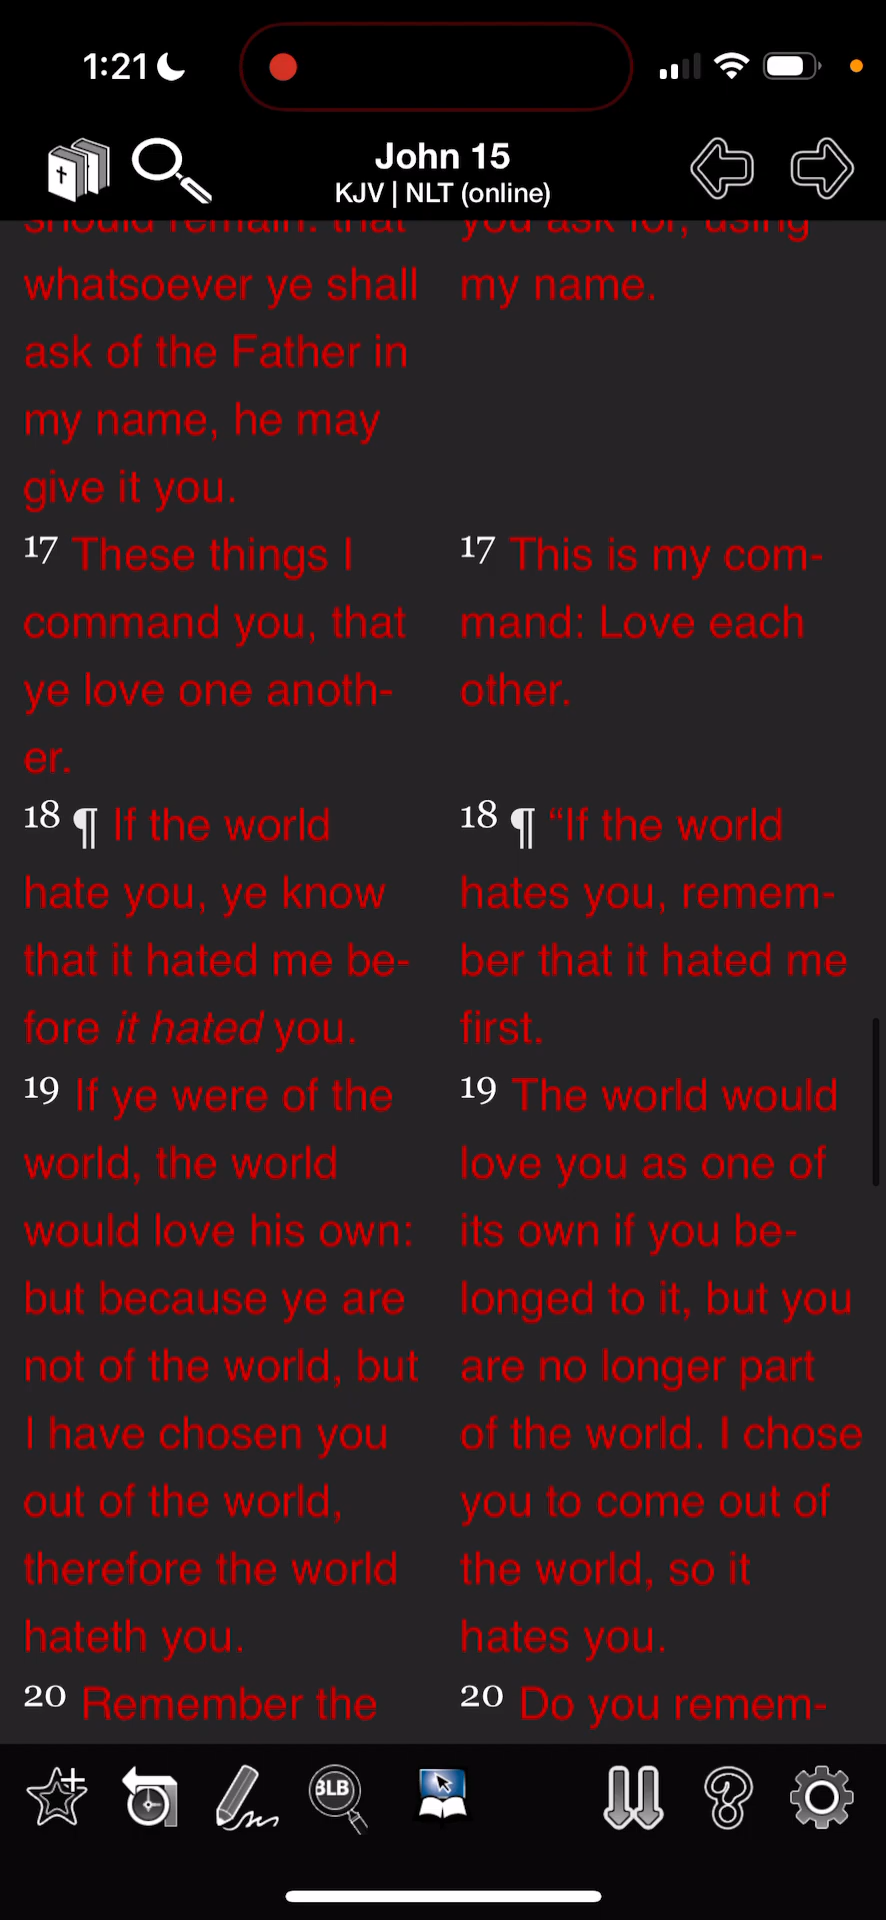 1:21
John 15
KJV | NLT (online)
should remain: that
whatsoever ye shall
ask of the Father in
my name, he may
give it you.
17 These things I
command you, that
ye love one anoth-
er.
18 ¶ If the world
hate you, ye know
that it hated me be-
fore it hated you.
19 If ye were of the
world, the world
would love his own:
but because ye are
not of the world, but
I have chosen you
out of the world,
therefore the world
hateth you.
20 Remember the
you ask for, using
my name.
17 This is my com-
mand: Love each
other.
18 ¶ “If the world
hates you, remem-
ber that it hated me
first.
19 The world would
love you as one of
its own if you be-
longed to it, but you
are no longer part
of the world. I chose
you to come out of
the world, so it
hates you.
20 Do you remem-
BLB